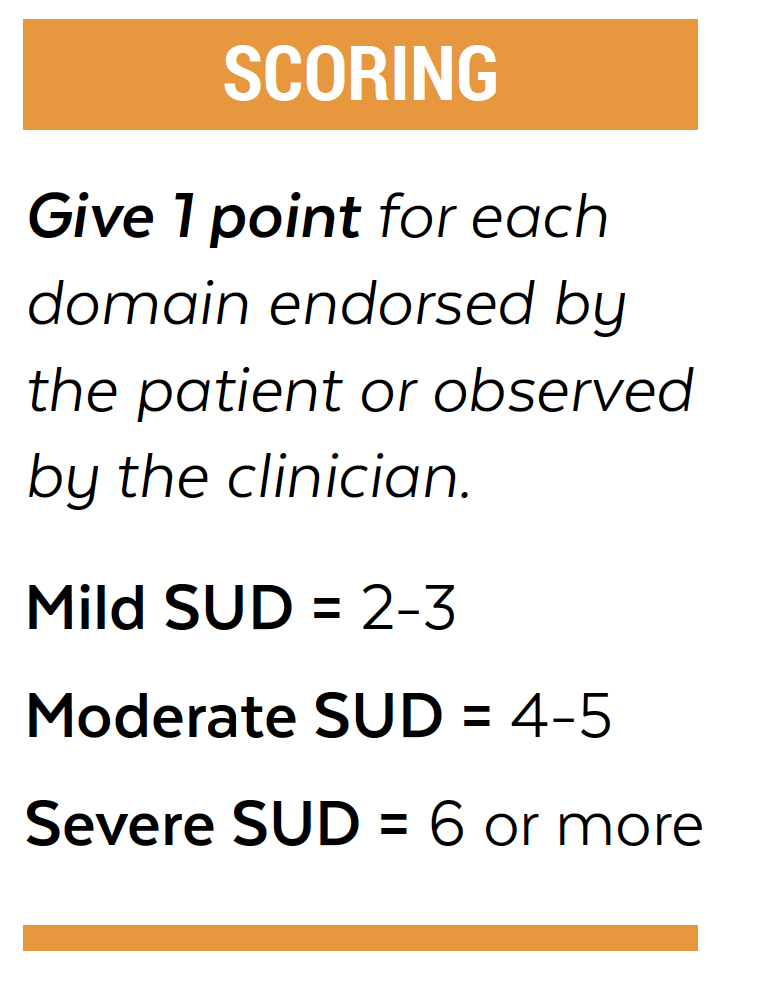 SCORING
Give 1 point for each
domain endorsed by
the patient or observed
by the clinician.
Mild SUD = 2-3
Moderate SUD = 4-5
Severe SUD = 6 or more